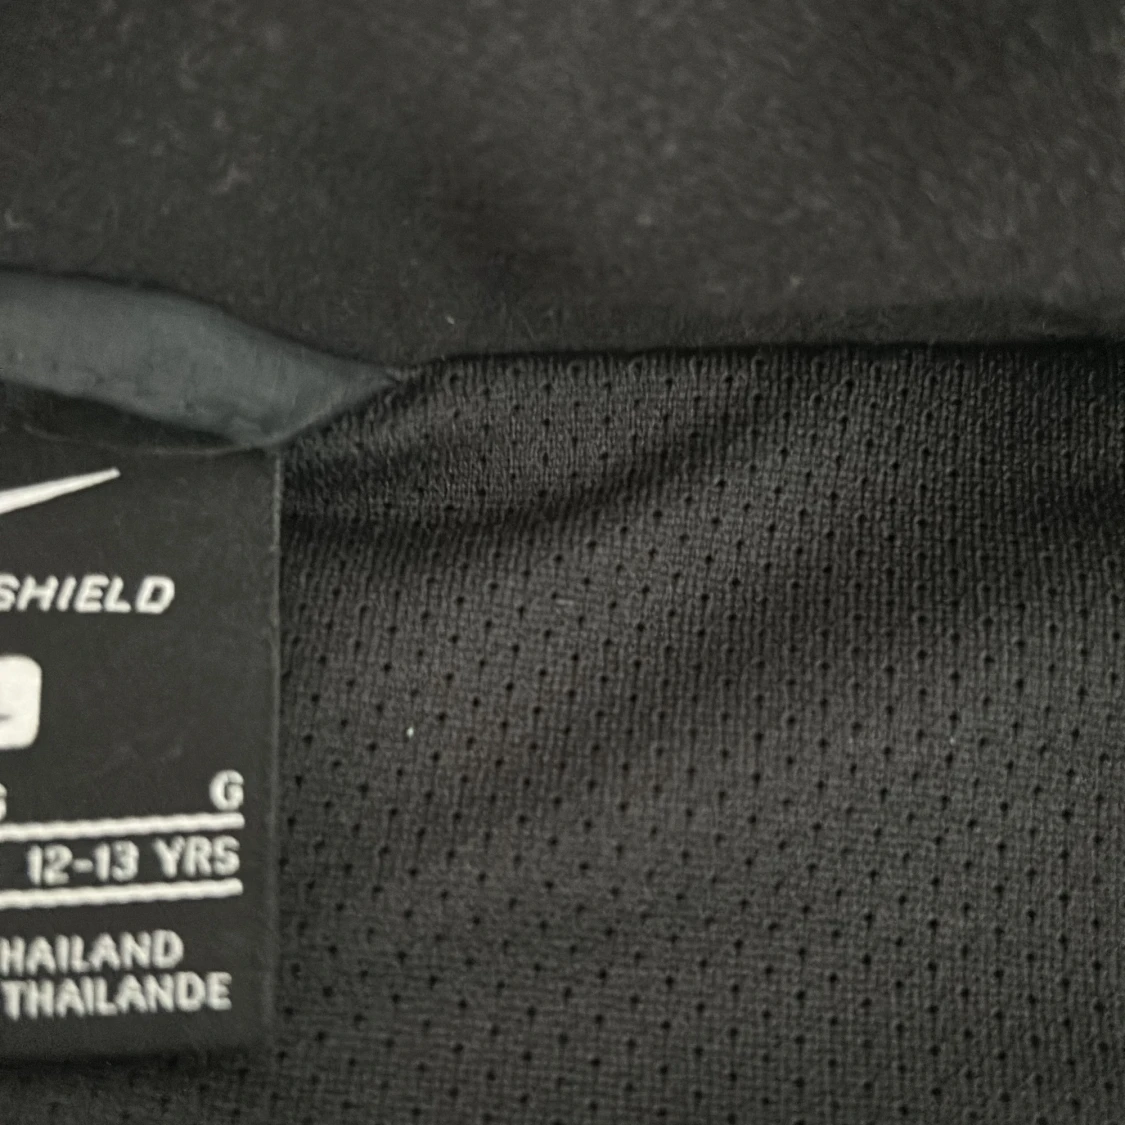 SHIELD
G
12-13 YRS
HAILAND
THAILANDE